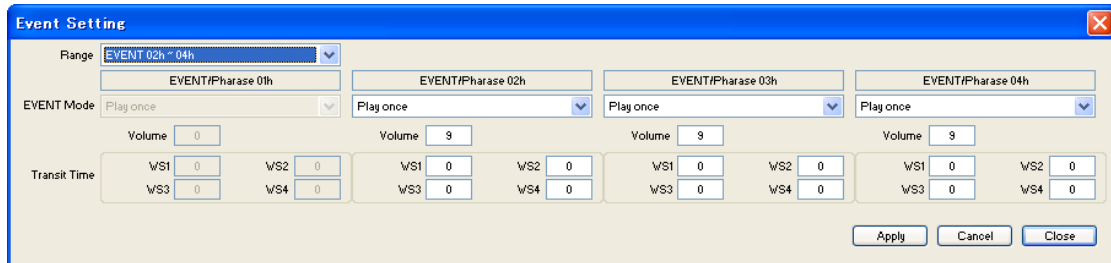 Event Setting
Range EVENT 02h ~ 04h
EVENT/Pharase 01h EVENT/Pharase 02h EVENT/Pharase 03h EVENT/Pharase 04h
EVENT Mode Play once Play once Play once Play once
Volume 0 Volume 9 Volume 9 Volume 9
WS1 0 WS2 0 WS1 0 WS2 0 WS1 0 WS2 0 WS1 0 WS2 0
Transit Time
WS3 0 WS4 0 WS3 0 WS4 0 WS3 0 WS4 0 WS3 0 WS4 0
Apply Cancel Close